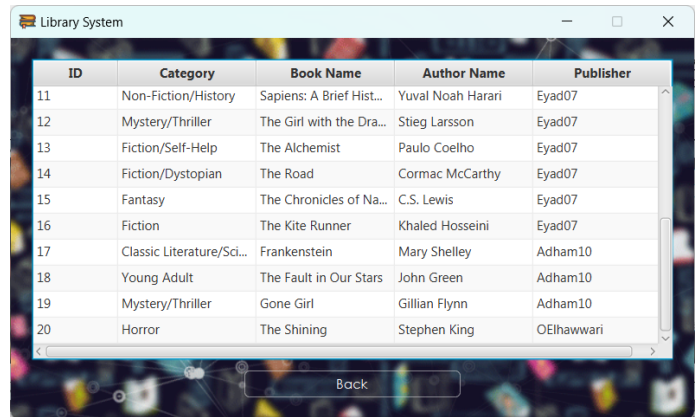 Library System
ID Category Book Name Author Name Publisher
11 Non-Fiction/History Sapiens: A Brief Hist... Yuval Noah Harari Eyad07
12 Mystery/Thriller The Girl with the Dra... Stieg Larsson Eyad07
13 Fiction/Self-Help The Alchemist Paulo Coelho Eyad07
14 Fiction/Dystopian The Road Cormac McCarthy Eyad07
15 Fantasy The Chronicles of Na... C.S. Lewis Eyad07
16 Fiction The Kite Runner Khaled Hosseini Eyad07
17 Classic Literature/Sci... Frankenstein Mary Shelley Adham10
18 Young Adult The Fault in Our Stars John Green Adham10
19 Mystery/Thriller Gone Girl Gillian Flynn Adham10
20 Horror The Shining Stephen King OElhawwari
Back